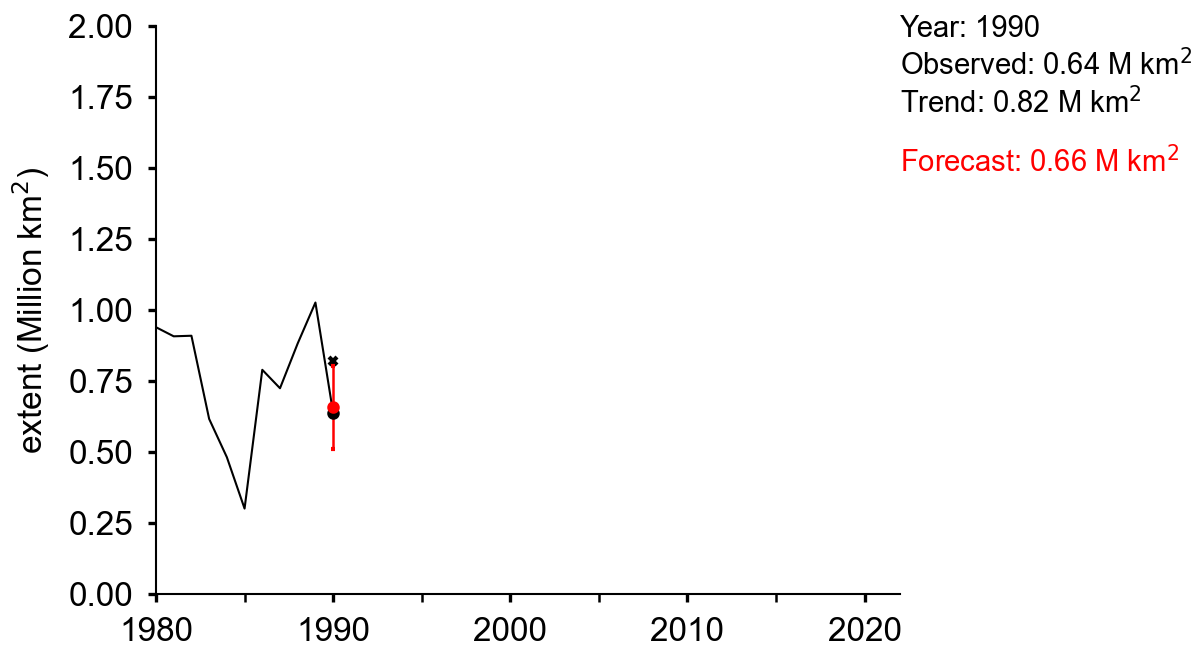 2.00
1.75
1.50
1.25
1.00
0.75
0.50
0.25
0.00
extent (Million km²)
1980
1990
2000
2010
2020
Year: 1990
Observed: 0.64 M km²
Trend: 0.82 M km²
Forecast: 0.66 M km²